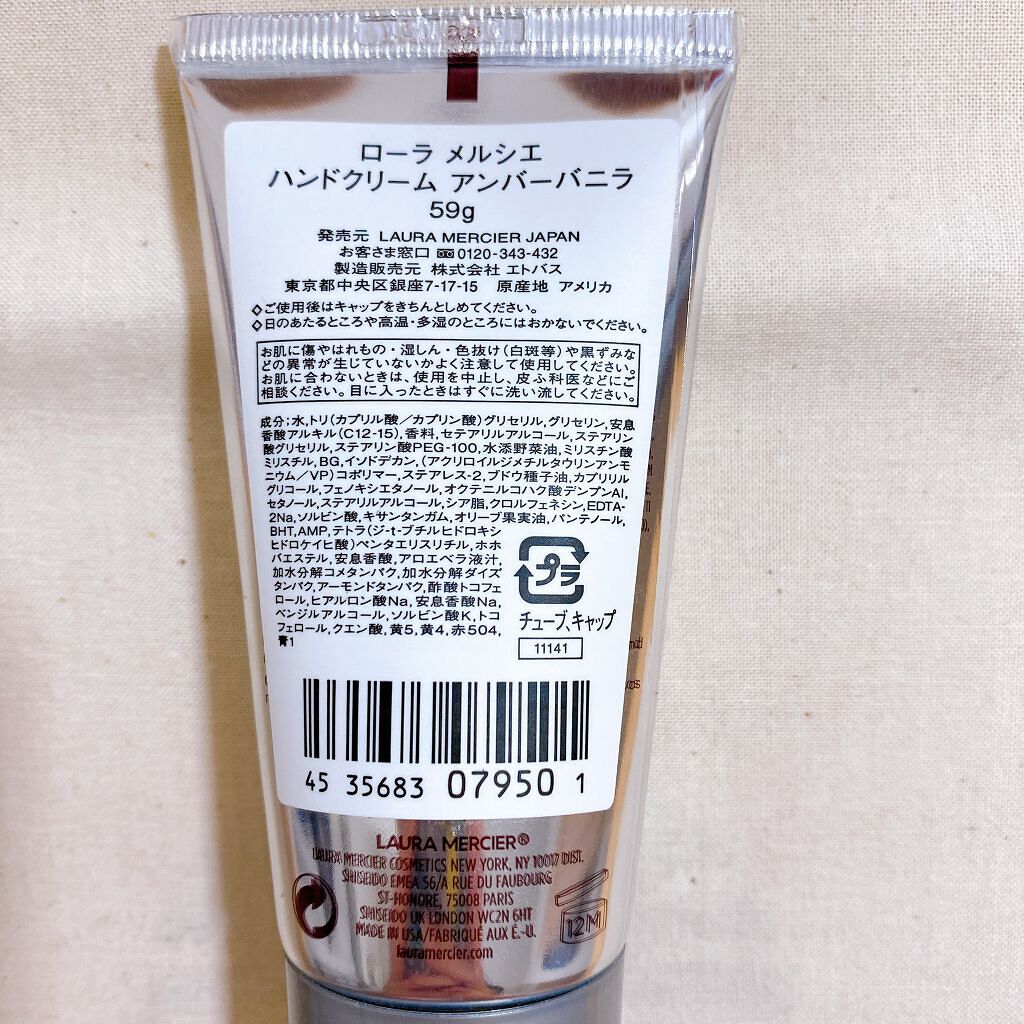 ローラ メルシエ
ハンドクリーム アンバーバニラ
59g
発売元 LAURA MERCIER JAPAN
お客さま窓口 0120-343-432
製造販売元 株式会社 エトバス
東京都中央区銀座7-17-15 原産地 アメリカ
◇ご使用後はキャップをきちんとしめてください。
◇日のあたるところや高温・多湿のところにはおかないでください。
お肌に傷やはれもの・湿しん・色抜け(白斑等)や黒ずみな
どの異常が生じていないかよく注意して使用してください。
お肌に合わないときは、使用を中止し、皮ふ科医などにご
相談ください。目に入ったときはすぐに洗い流してください。
成分:水,トリ(カプリル酸/カプリン酸)グリセリル,グリセリン,安息
香酸アルキル(C12-15),香料,セテアリルアルコール,ステアリン
酸グリセリル,ステアリン酸PEG-100,水添野菜油,ミリスチン酸
ミリスチル,BG,イソドデカン,(アクリロイルジメチルタウリンアンモ
ニウム/VP)コポリマー,ステアレス-2,ブドウ種子油,カプリリル
グリコール,フェノキシエタノール,オクテニルコハク酸デンプンAl,
セタノール,ステアリルアルコール,シア脂,クロルフェネシン,EDTA-
2Na,ソルビン酸,キサンタンガム,オリーブ果実油,パンテノール,
BHT,AMP,テトラ(ジ-t-ブチルヒドロキシ
ヒドロケイヒ酸)ペンタエリスリチル,ホホ
バエステル,安息香酸,アロエベラ液汁,
加水分解コメタンパク,加水分解ダイズ
タンパク,アーモンドタンパク,酢酸トコフェ
ロール,ヒアルロン酸Na,安息香酸Na,
ベンジルアルコール,ソルビン酸K,トコ
フェロール,クエン酸,黄5,黄4,赤504,
青1
プラ
チューブ、キャップ
11141
45 35683 07950 1
LAURA MERCIER®
LAURA MERCIER COSMETICS NEW YORK, NY 10017 DIST.
SHISEIDO EMEA 56/A RUE DU FAUBOURG
ST-HONORE, 75008 PARIS
SHISEIDO UK LONDON WC2N 6HT
MADE IN USA/FABRIQUÉ AUX É.-U.
lauramercier.com
12M